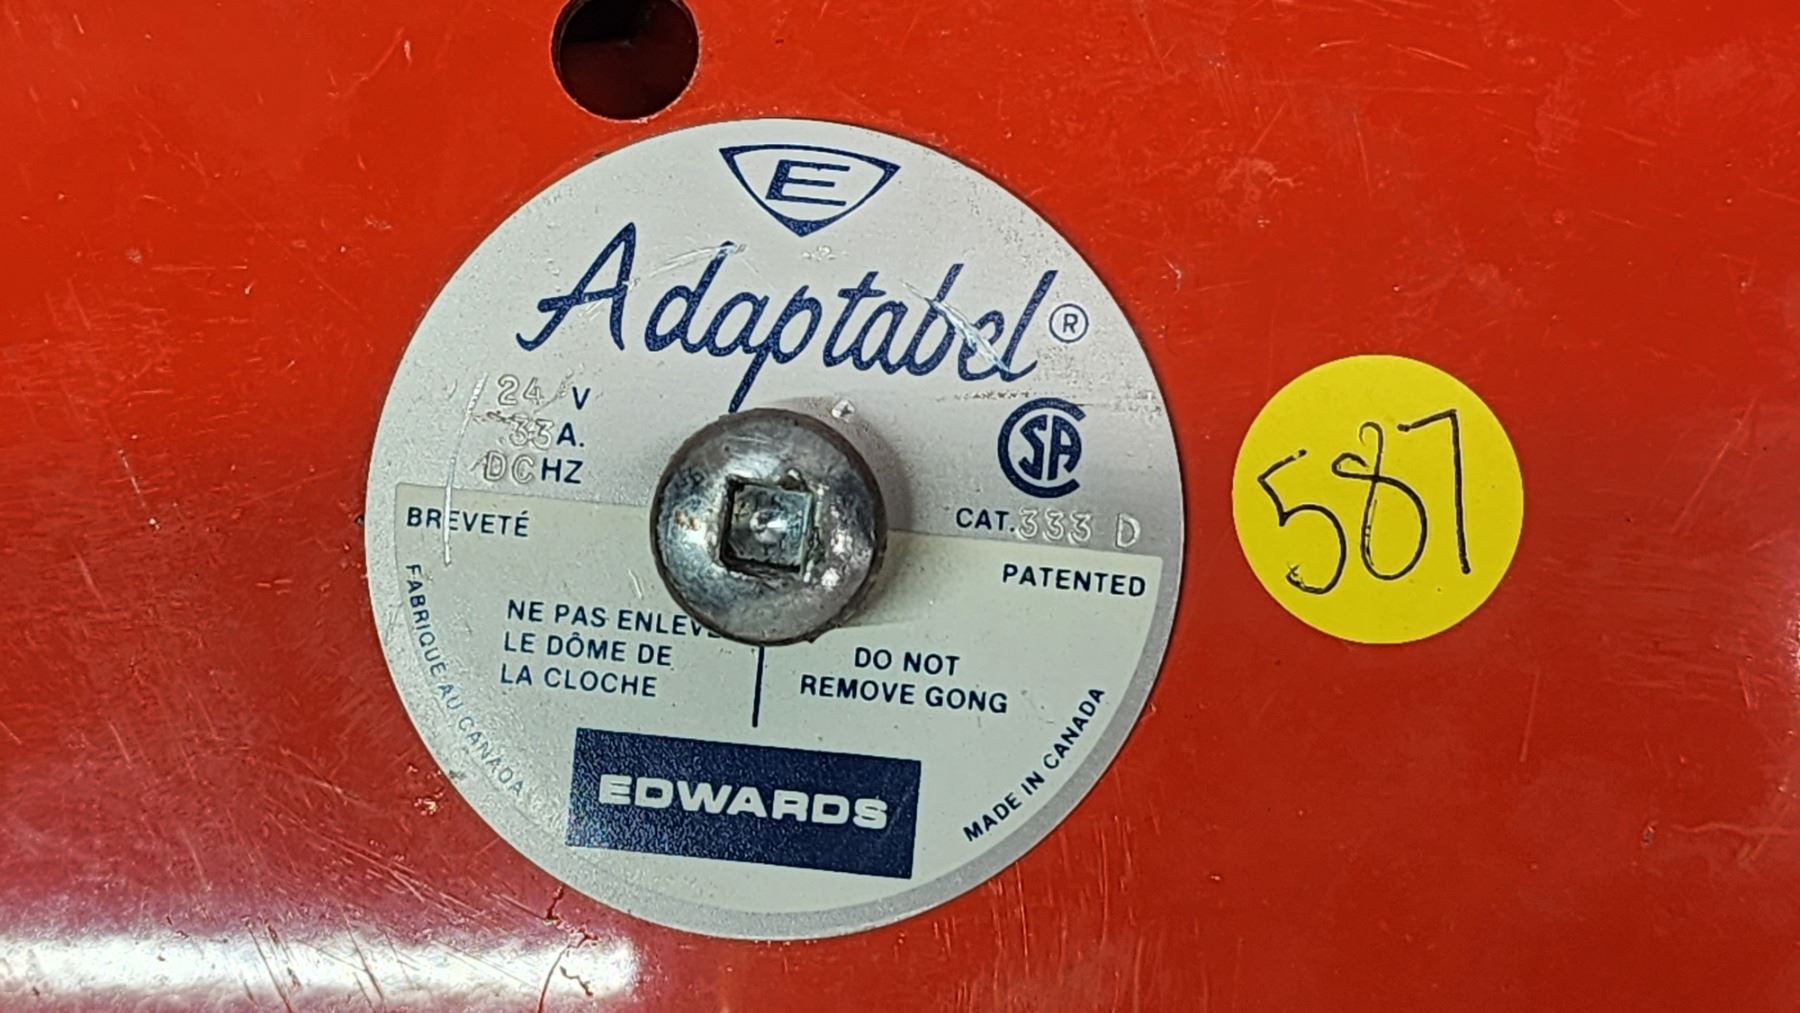 E
Adaptabel®
24 V
.33 A.
DC HZ
CSA
BREVETÉ
CAT. 333 D
PATENTED
NE PAS ENLEVE
LE DÔME DE
LA CLOCHE
DO NOT
REMOVE GONG
FABRIQUE AU CANADA
MADE IN CANADA
EDWARDS
587